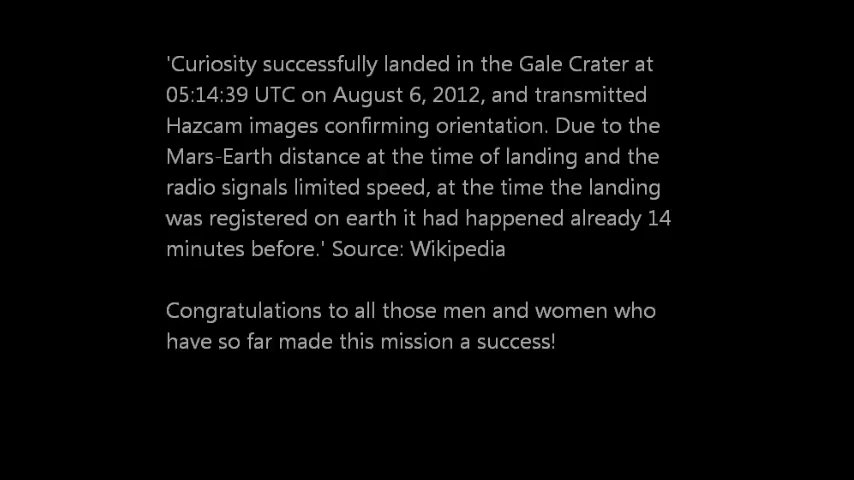 'Curiosity successfully landed in the Gale Crater at
05:14:39 UTC on August 6, 2012, and transmitted
Hazcam images confirming orientation. Due to the
Mars-Earth distance at the time of landing and the
radio signals limited speed, at the time the landing
was registered on earth it had happened already 14
minutes before.' Source: Wikipedia
Congratulations to all those men and women who
have so far made this mission a success!